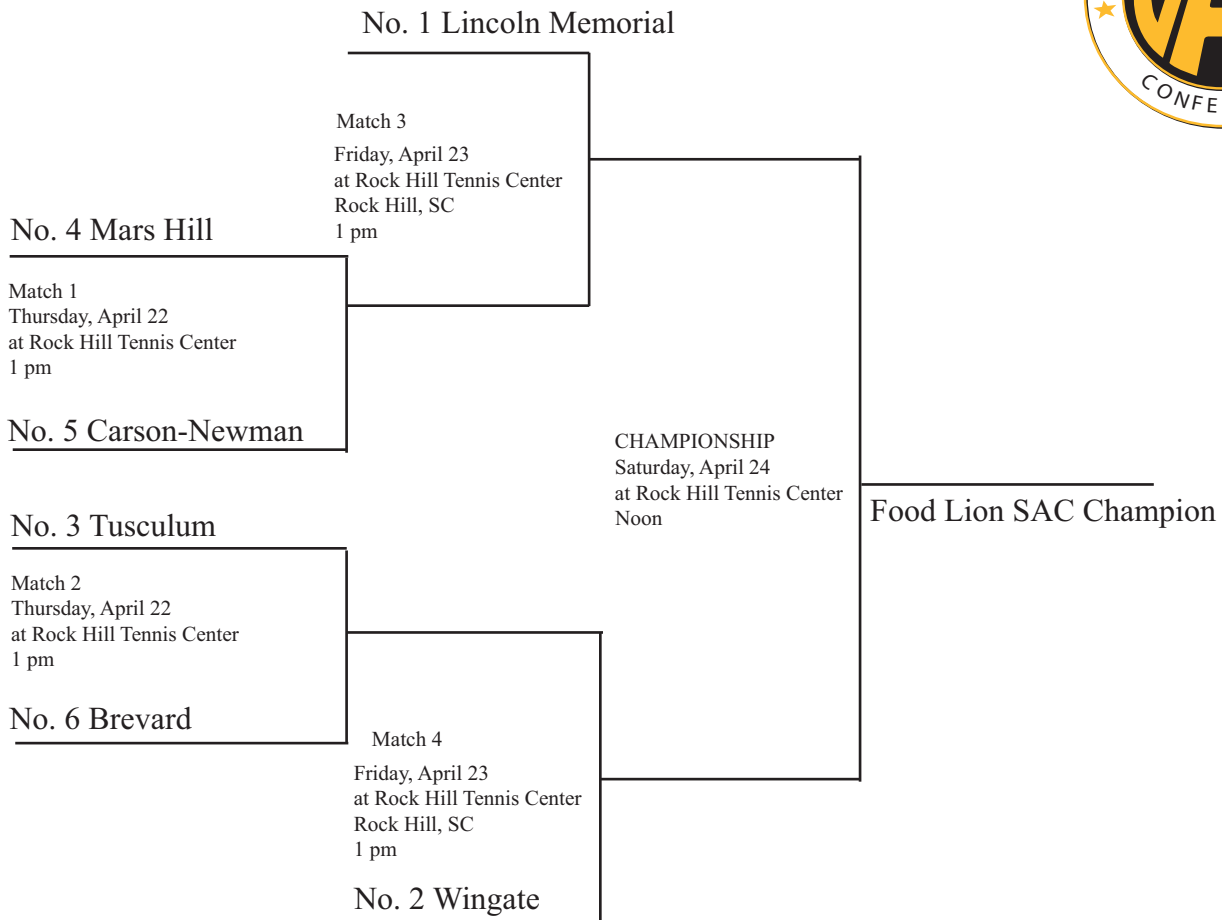 No. 1 Lincoln Memorial
CONFE
Match 3
Friday, April 23
at Rock Hill Tennis Center
Rock Hill, SC
1 pm
No. 4 Mars Hill
Match 1
Thursday, April 22
at Rock Hill Tennis Center
1 pm
No. 5 Carson-Newman
CHAMPIONSHIP
Saturday, April 24
at Rock Hill Tennis Center
Noon
Food Lion SAC Champion
No. 3 Tusculum
Match 2
Thursday, April 22
at Rock Hill Tennis Center
1 pm
No. 6 Brevard
Match 4
Friday, April 23
at Rock Hill Tennis Center
Rock Hill, SC
1 pm
No. 2 Wingate